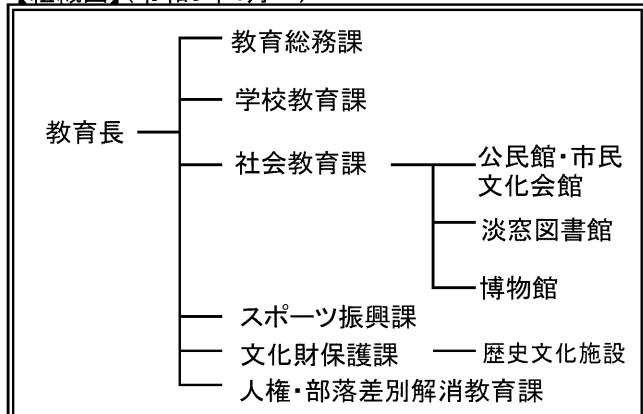 教育総務課
学校教育課
教育長
社会教育課
公民館・市民
文化会館
淡窓図書館
博物館
スポーツ振興課
文化財保護課
歴史文化施設
人権・部落差別解消教育課